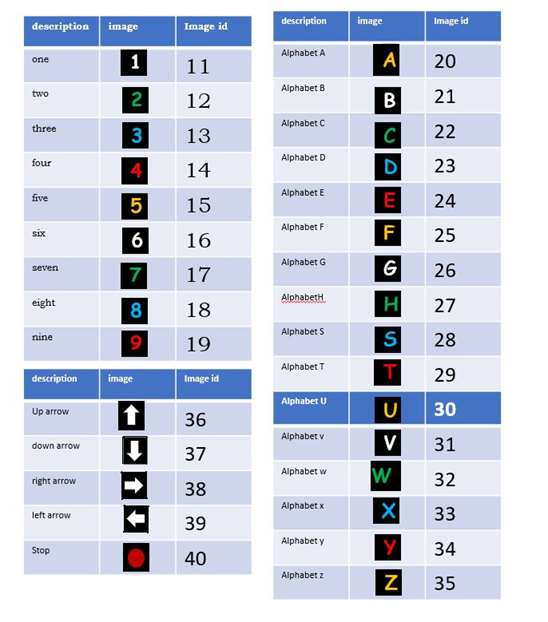 description image Image id
one 1 11
two 2 12
three 3 13
four 4 14
five 5 15
six 6 16
seven 7 17
eight 8 18
nine 9 19
description image Image id
Up arrow 36
down arrow 37
right arrow 38
left arrow 39
Stop 40
description image Image id
Alphabet A A 20
Alphabet B B 21
Alphabet C C 22
Alphabet D D 23
Alphabet E E 24
Alphabet F F 25
Alphabet G G 26
AlphabetH H 27
Alphabet S S 28
Alphabet T T 29
Alphabet U U 30
Alphabet v V 31
Alphabet w W 32
Alphabet x X 33
Alphabet y Y 34
Alphabet z Z 35